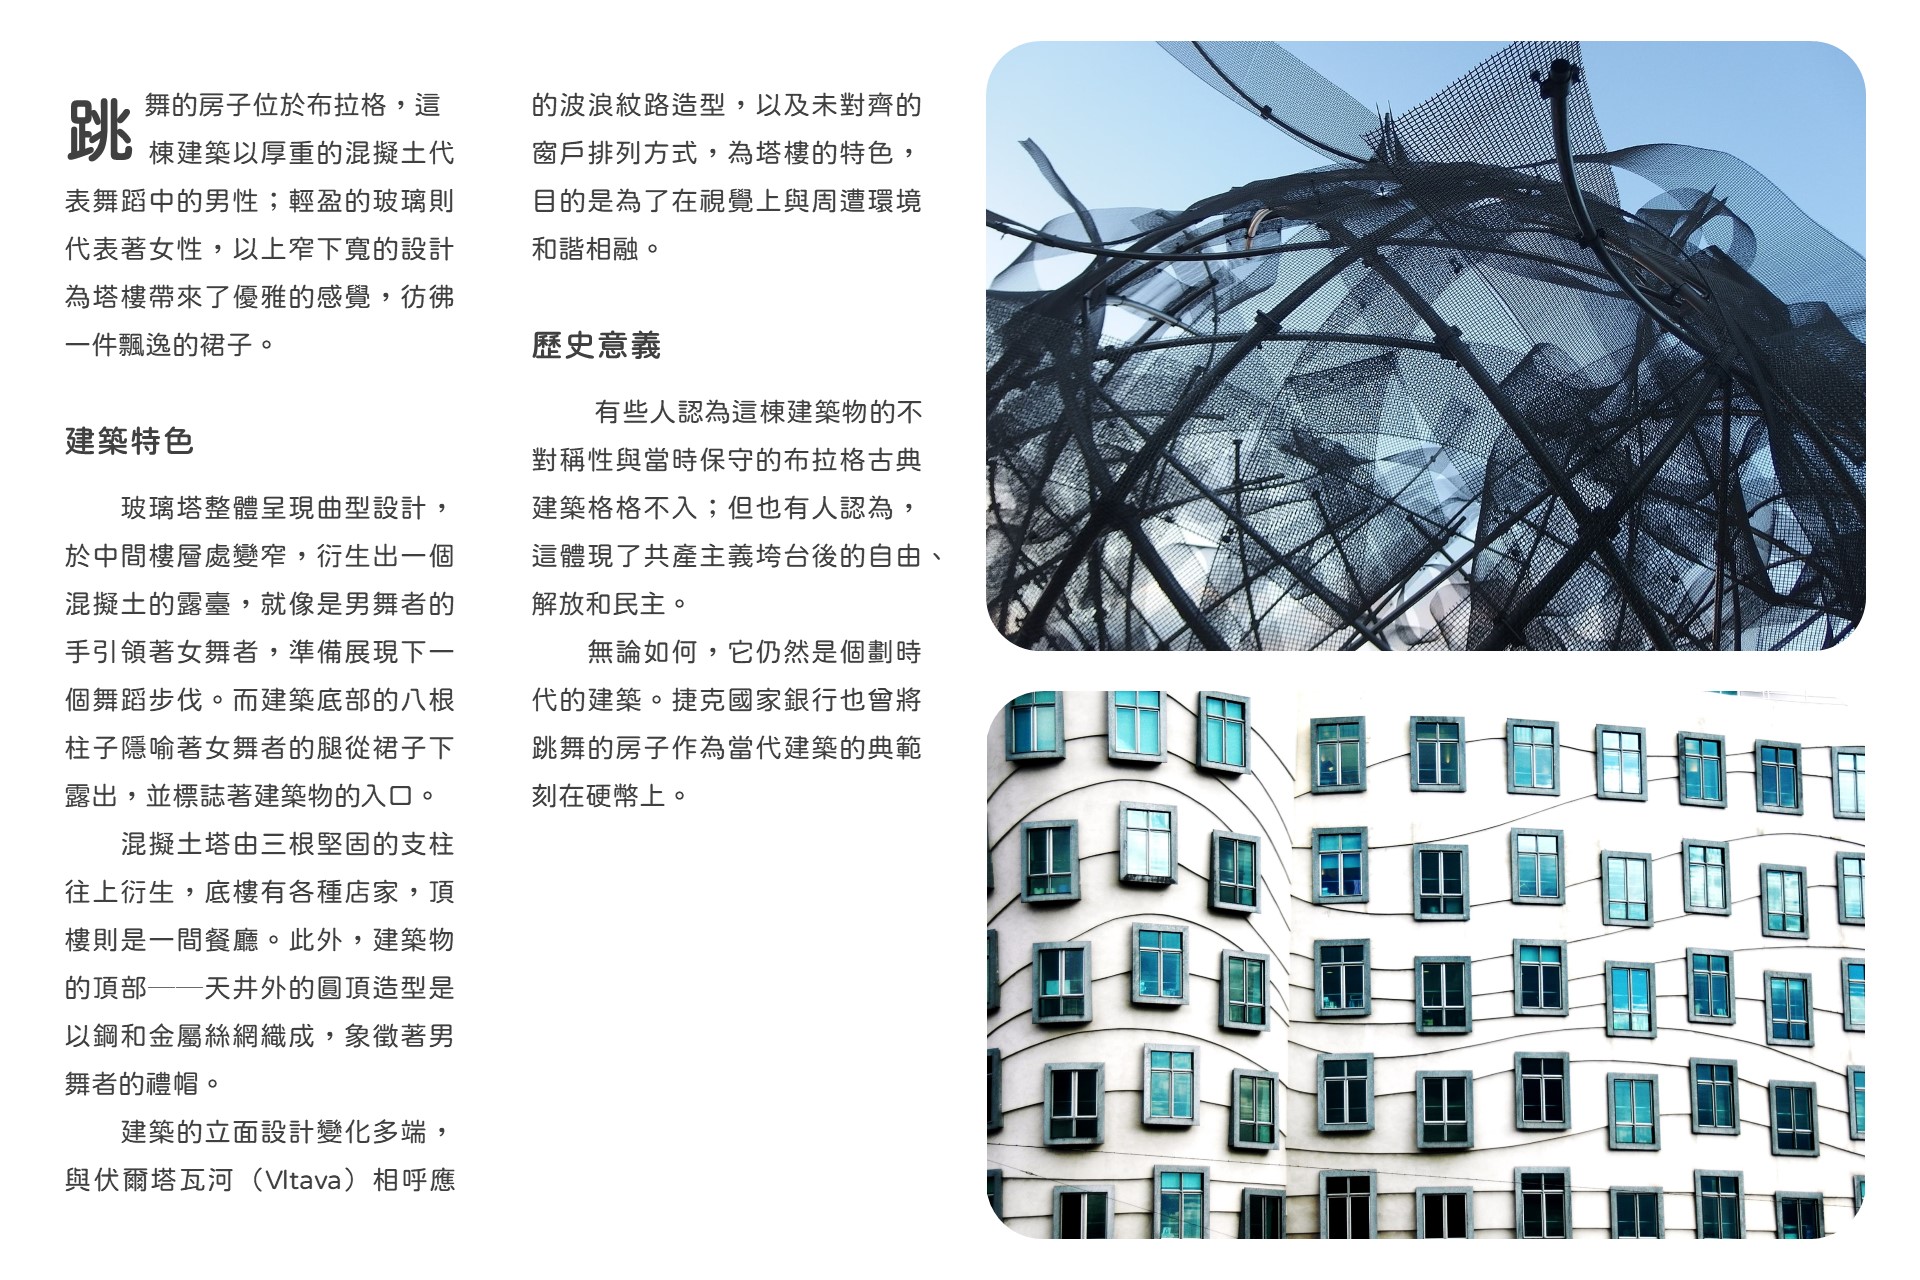 跳舞的房子位於布拉格，這
棟建築以厚重的混擬土代
表舞蹈中的男性；輕盈的玻璃則
代表著女性，以上窄下寬的設計
為塔樓帶來了優雅的感覺，彷彿
一件飄逸的裙子。
建築特色
玻璃塔整體呈現曲型設計，
於中間樓層處變窄，衍生出一個
混擬土的露臺，就像是男舞者的
手引領著女舞者，準備展現下一
個舞蹈步伐。而建築底部的八根
柱子隱喻著女舞者的腿從裙子下
露出，並標誌著建築物的入口。
混擬土塔由三根堅固的支柱
往上衍生，底樓有各種店家，頂
樓則是一間餐廳。此外，建築物
的頂部——天井外的圓頂造型是
以鋼和金屬絲網織成，象徵著男
舞者的禮帽。
建築的立面設計變化多端，
與伏爾塔瓦河（Vltava）相呼應
的波浪紋路造型，以及未對齊的
窗戶排列方式，為塔樓的特色，
目的是為了在視覺上與周遭環境
和諧相融。
歷史意義
有些人認為這棟建築物的不
對稱性與當時保守的布拉格古典
建築格格不入；但也有人認為，
這體現了共產主義垮台後的自由、
解放和民主。
無論如何，它仍然是個劃時
代的建築。捷克國家銀行也曾將
跳舞的房子作為當代建築的典範
刻在硬幣上。